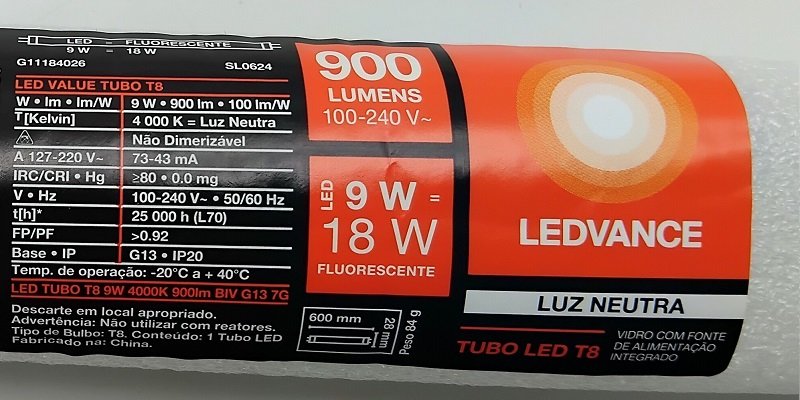 LED = FLUORESCENTE
9 W = 18 W
G11184026 SL0624
LED VALUE TUBO T8
W • lm • lm/W 9 W • 900 lm • 100 lm/W
T[Kelvin] 4 000 K = Luz Neutra
Não Dimerizável
A 127-220 V~ 73-43 mA
IRC/CRI • Hg ≥80 • 0.0 mg
V • Hz 100-240 V~ • 50/60 Hz
t[h]* 25 000 h (L70)
FP/PF >0.92
Base • IP G13 • IP20
Temp. de operação: -20°C a + 40°C
LED TUBO T8 9W 4000K 900lm BIV G13 7G
Descarte em local apropriado.
Advertência: Não utilizar com reatores.
Tipo de Bulbo: T8. Conteúdo: 1 Tubo LED
Fabricado na: China.
900
LUMENS
100-240 V~
LED 9 W =
18 W
FLUORESCENTE
600 mm
28 mm
Peso 84 g
LEDVANCE
LUZ NEUTRA
TUBO LED T8
VIDRO COM FONTE
DE ALIMENTAÇÃO
INTEGRADO